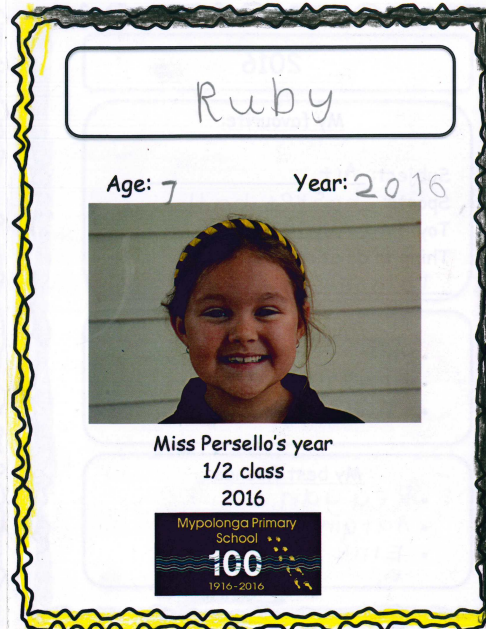 Ruby
Age: 7 Year: 2016
Miss Persello's year
1/2 class
2016
Mypolonga Primary
School
100
1916-2016